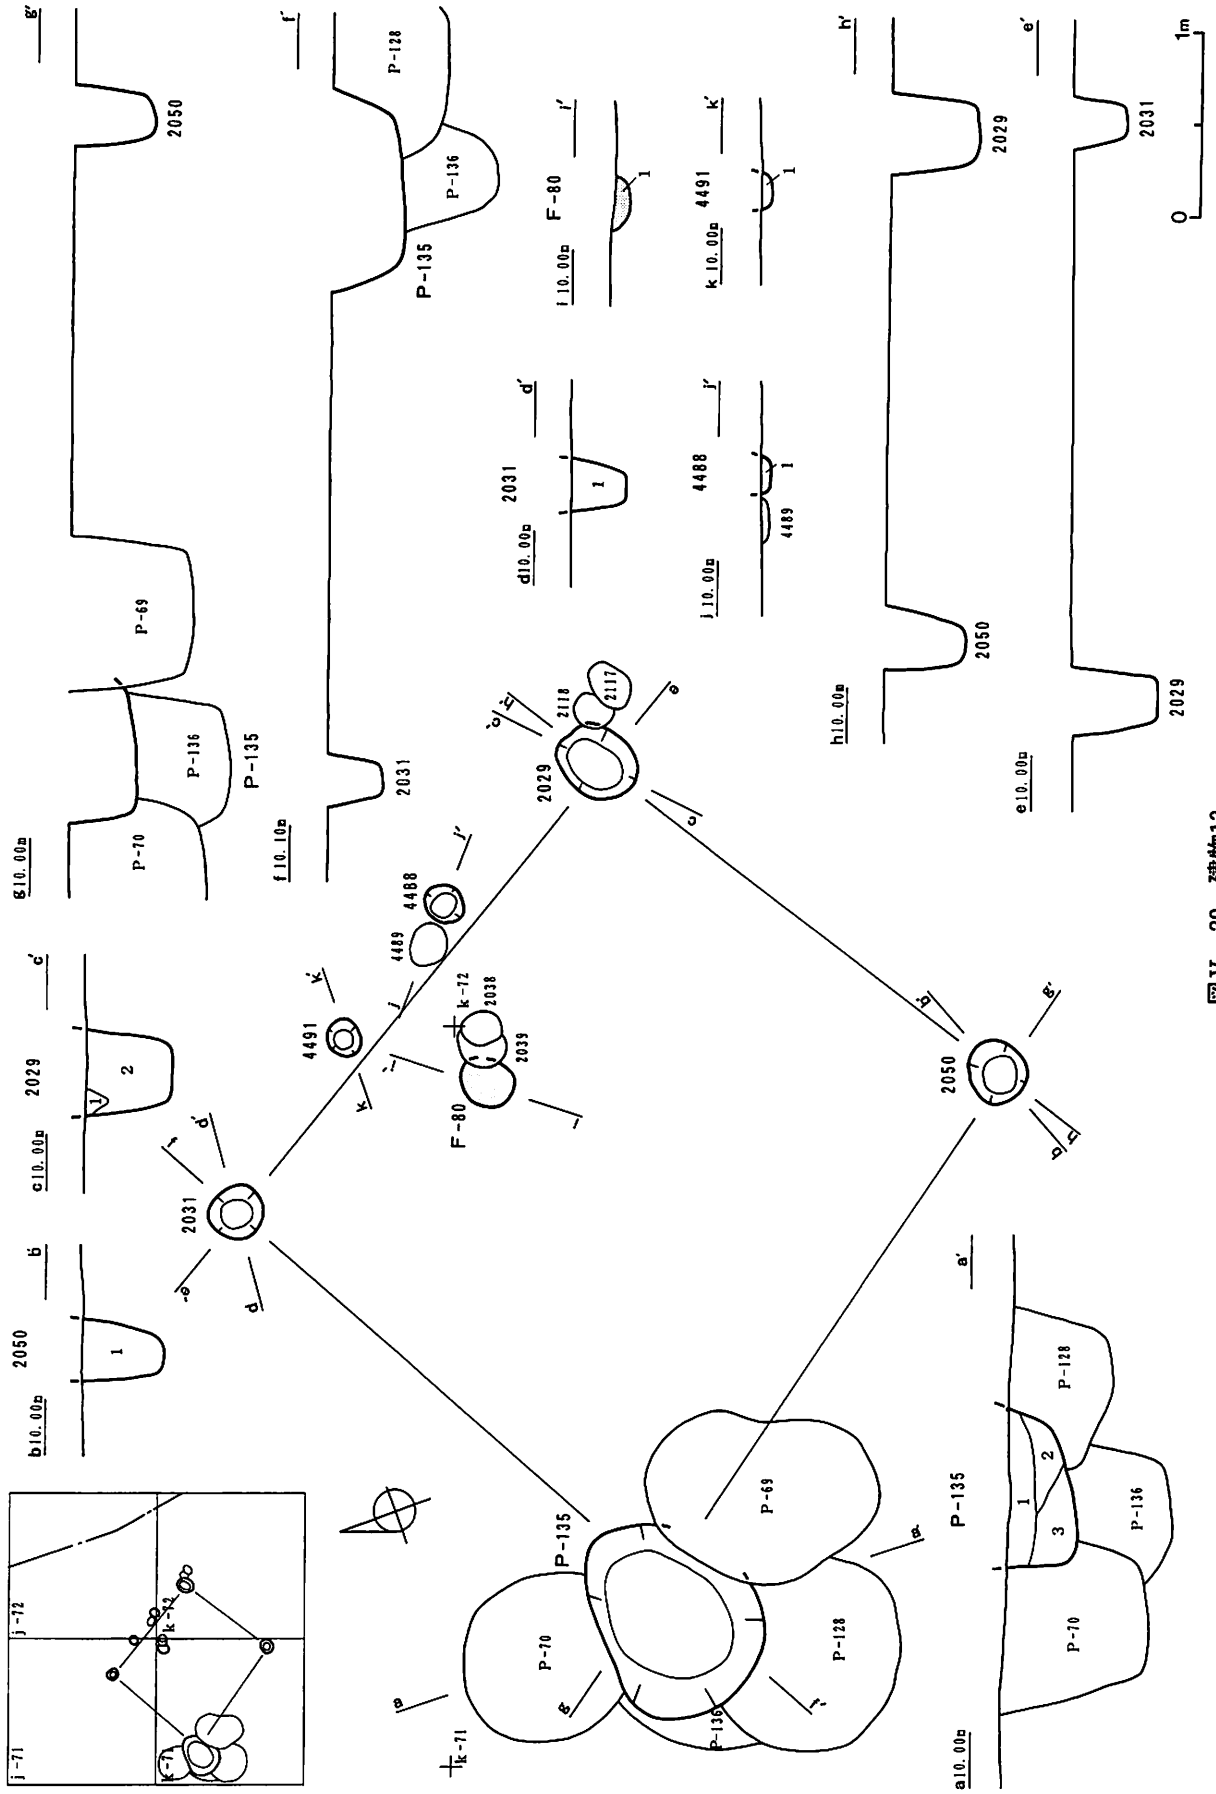 j-71
j-72
k-71
k-72
b10.00m
2050
b'
1
c10.00m
2029
c'
1
2
g10.00m
g'
P-70
P-136
P-135
P-69
2050
f10.10m
f'
2031
P-135
P-136
P-128
d10.00m
2031
d'
1
i10.00m
F-80
i'
1
j10.00m
4488
j'
4489
1
k10.00m
4491
k'
1
h10.00m
h'
2050
2029
e10.00m
e'
2029
2031
0
1m
2031
f
d'
e'
d
4491
k'
k
4489
4488
j'
j
k-72
2038
2039
F-80
i'
i
2029
2118
2117
c'
h'
e
c
2050
b'
g'
b
h
P-135
P-70
P-69
P-128
P-136
a
g
a'
f'
k-71
a10.00m
P-135
a'
P-70
1
2
3
P-136
P-128